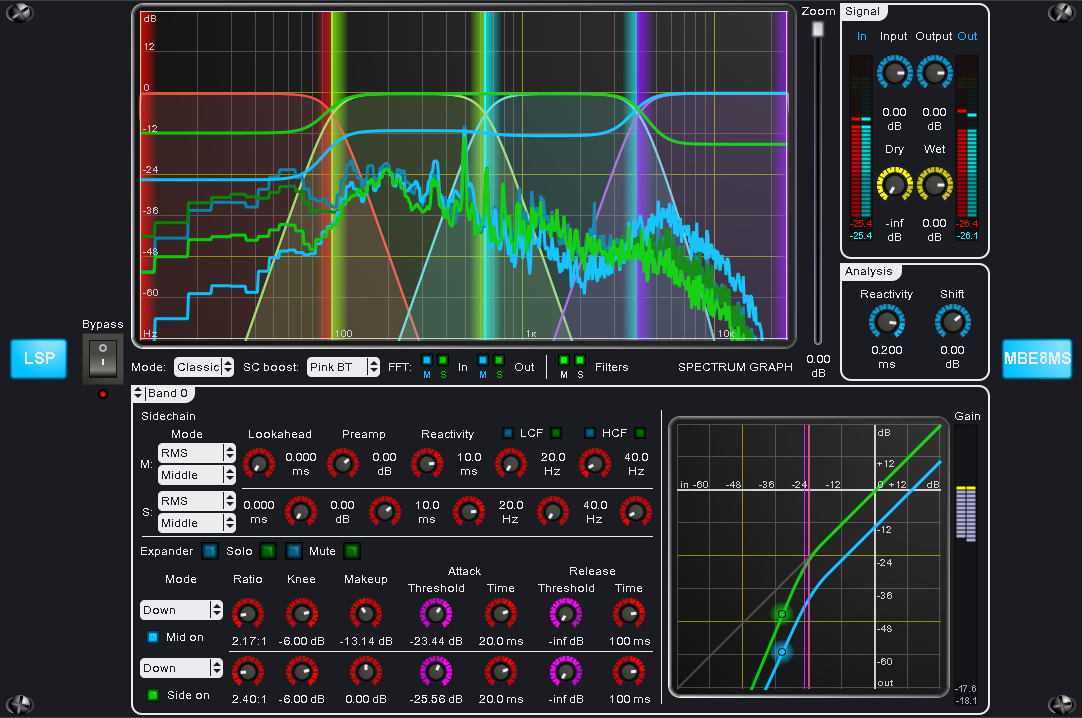 Zoom
Signal
In Input Output Out
0.00 0.00
dB dB
Dry Wet
-inf 0.00
dB dB
-25.4 -26.4
-25.4 -26.1
dB
12
0
-12
-24
-36
-48
-60
Hz 100 1K 10K
0.00
dB
Analysis
Reactivity Shift
0.200 0.00
ms dB
Bypass
LSP
MBE8MS
Mode: Classic SC boost: Pink BT FFT: M S In M S Out M S Filters SPECTRUM GRAPH
Band 0
Sidechain
Mode Lookahead Preamp Reactivity LCF HCF
M: RMS 0.000 ms 0.00 dB 10.0 ms 20.0 Hz 40.0 Hz
Middle
S: RMS 0.000 ms 0.00 dB 10.0 ms 20.0 Hz 40.0 Hz
Middle
Expander Solo Mute
Mode Ratio Knee Makeup Attack Release
Threshold Time Threshold Time
Down
Mid on 2.17:1 -6.00 dB -13.14 dB -23.44 dB 20.0 ms -inf dB 100 ms
Down
Side on 2.40:1 -6.00 dB 0.00 dB -25.56 dB 20.0 ms -inf dB 100 ms
Gain
dB
+12
in -60 -48 -36 -24 -12 0 +12 dB
-24
-36
-48
-60
out
-17.6
-18.1